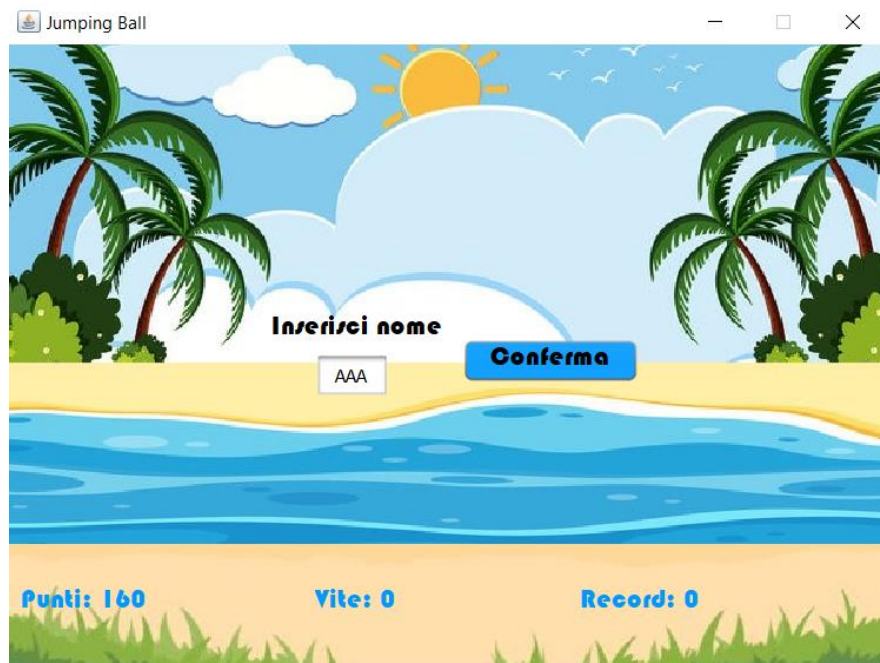 Jumping Ball
Inserisci nome
Conferma
AAA
Punti: 160
Vite: 0
Record: 0